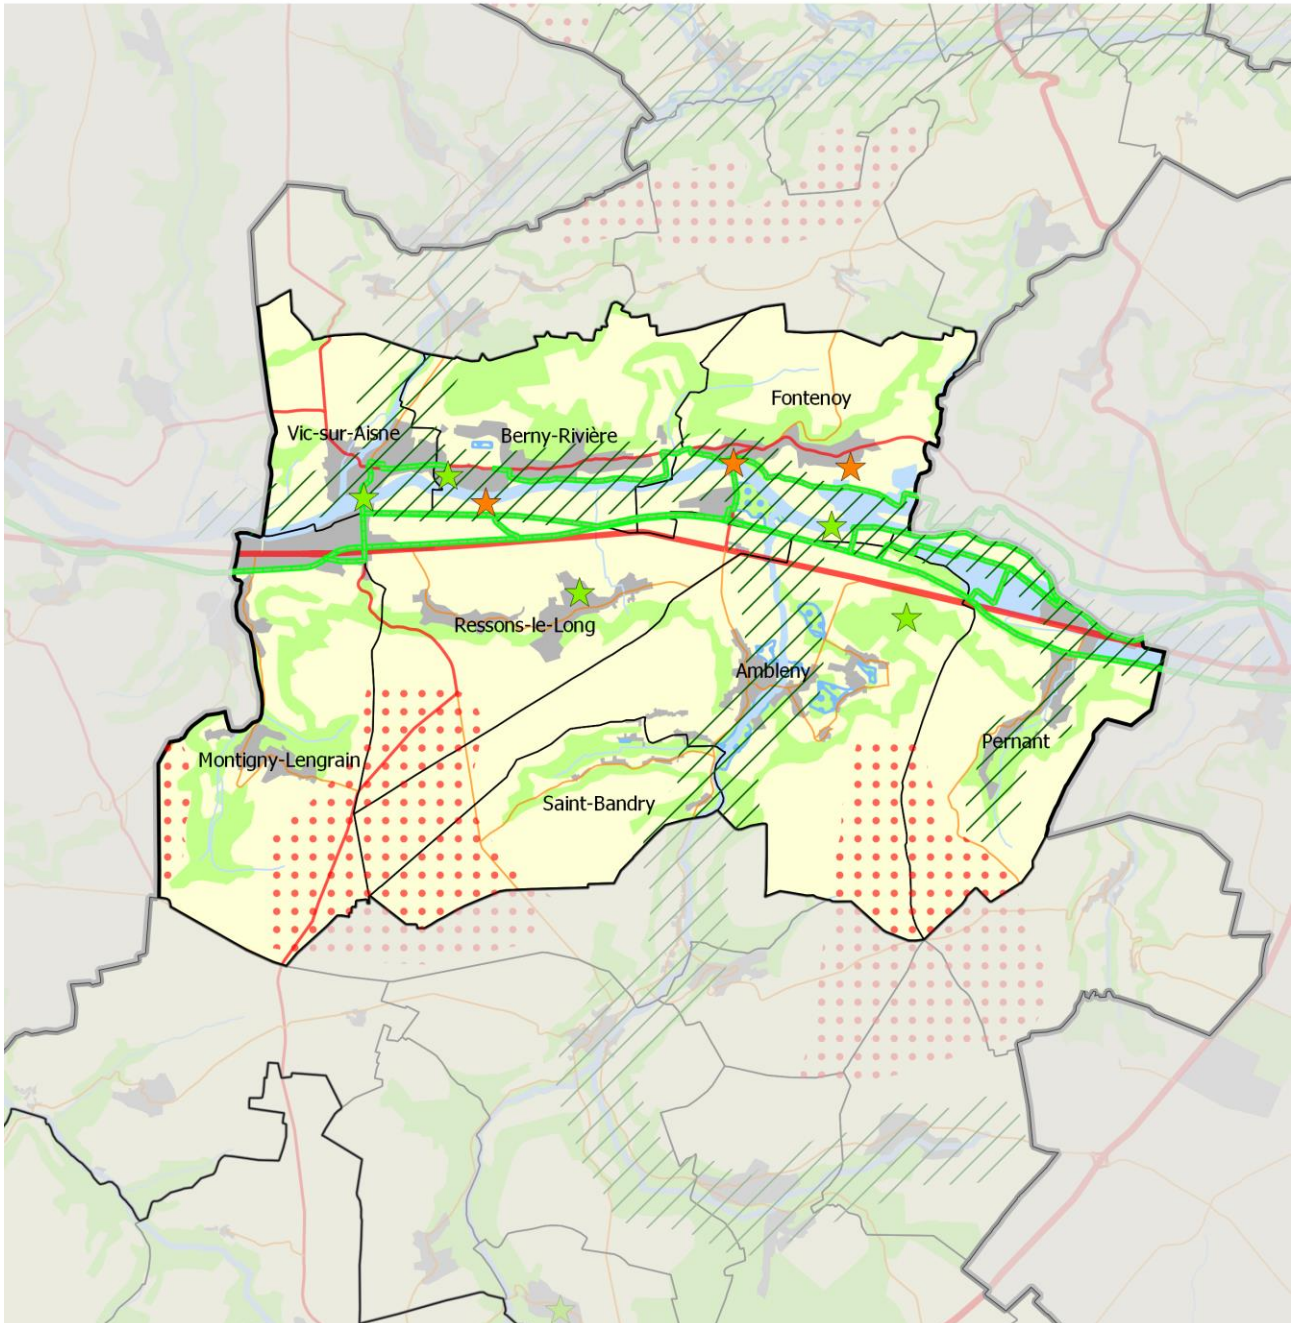 Fontenoy
Vic-sur-Aisne
Berny-Rivière
Ressons-le-Long
Ambleny
Pernant
Montigny-Lengrain
Saint-Bandry